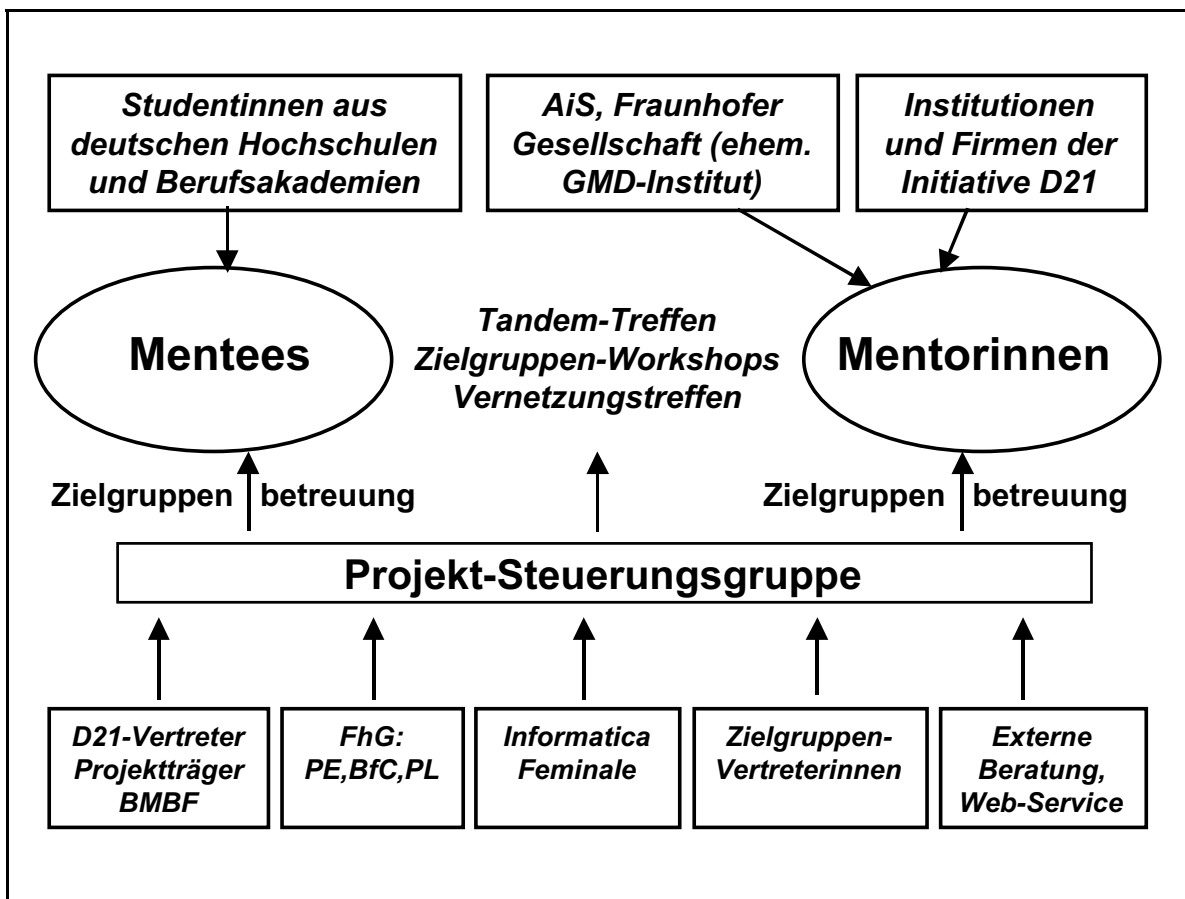 Studentinnen aus
deutschen Hochschulen
und Berufsakademien
AiS, Fraunhofer
Gesellschaft (ehem.
GMD-Institut)
Institutionen
und Firmen der
Initiative D21
Mentees
Tandem-Treffen
Zielgruppen-Workshops
Vernetzungstreffen
Mentorinnen
Zielgruppen betreuung
Zielgruppen betreuung
Projekt-Steuerungsgruppe
D21-Vertreter
Projektträger
BMBF
FhG:
PE,BfC,PL
Informatica
Feminale
Zielgruppen-
Vertreterinnen
Externe
Beratung,
Web-Service